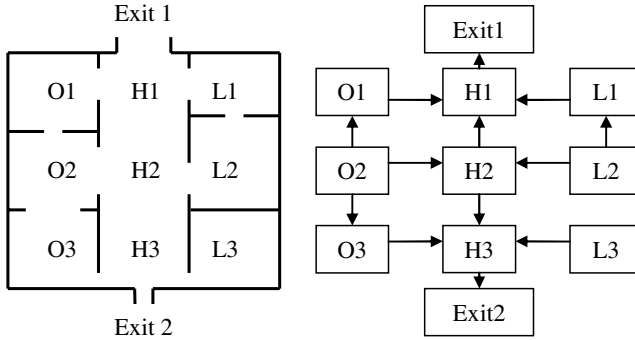 Exit 1
O1 H1 L1
O2 H2 L2
O3 H3 L3
Exit 2
Exit1
O1 H1 L1
O2 H2 L2
O3 H3 L3
Exit2